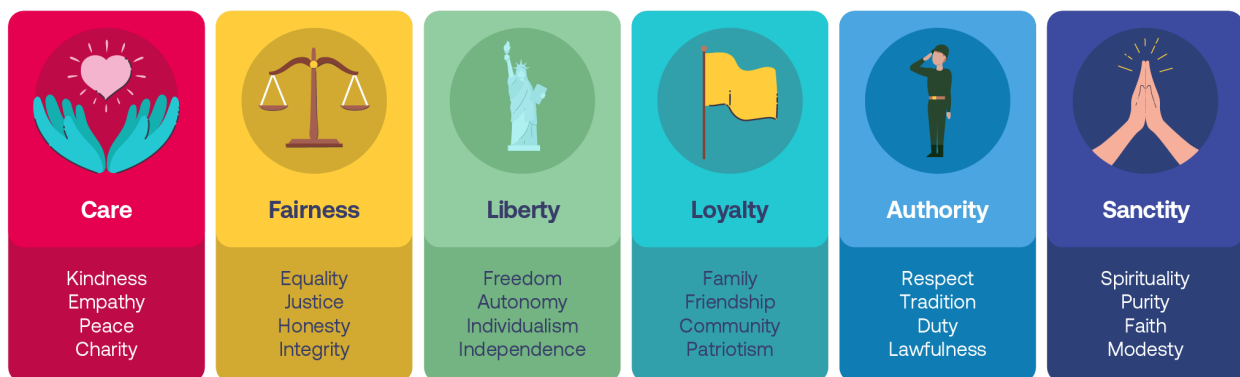 Care
Kindness
Empathy
Peace
Charity
Fairness
Equality
Justice
Honesty
Integrity
Liberty
Freedom
Autonomy
Individualism
Independence
Loyalty
Family
Friendship
Community
Patriotism
Authority
Respect
Tradition
Duty
Lawfulness
Sanctity
Spirituality
Purity
Faith
Modesty